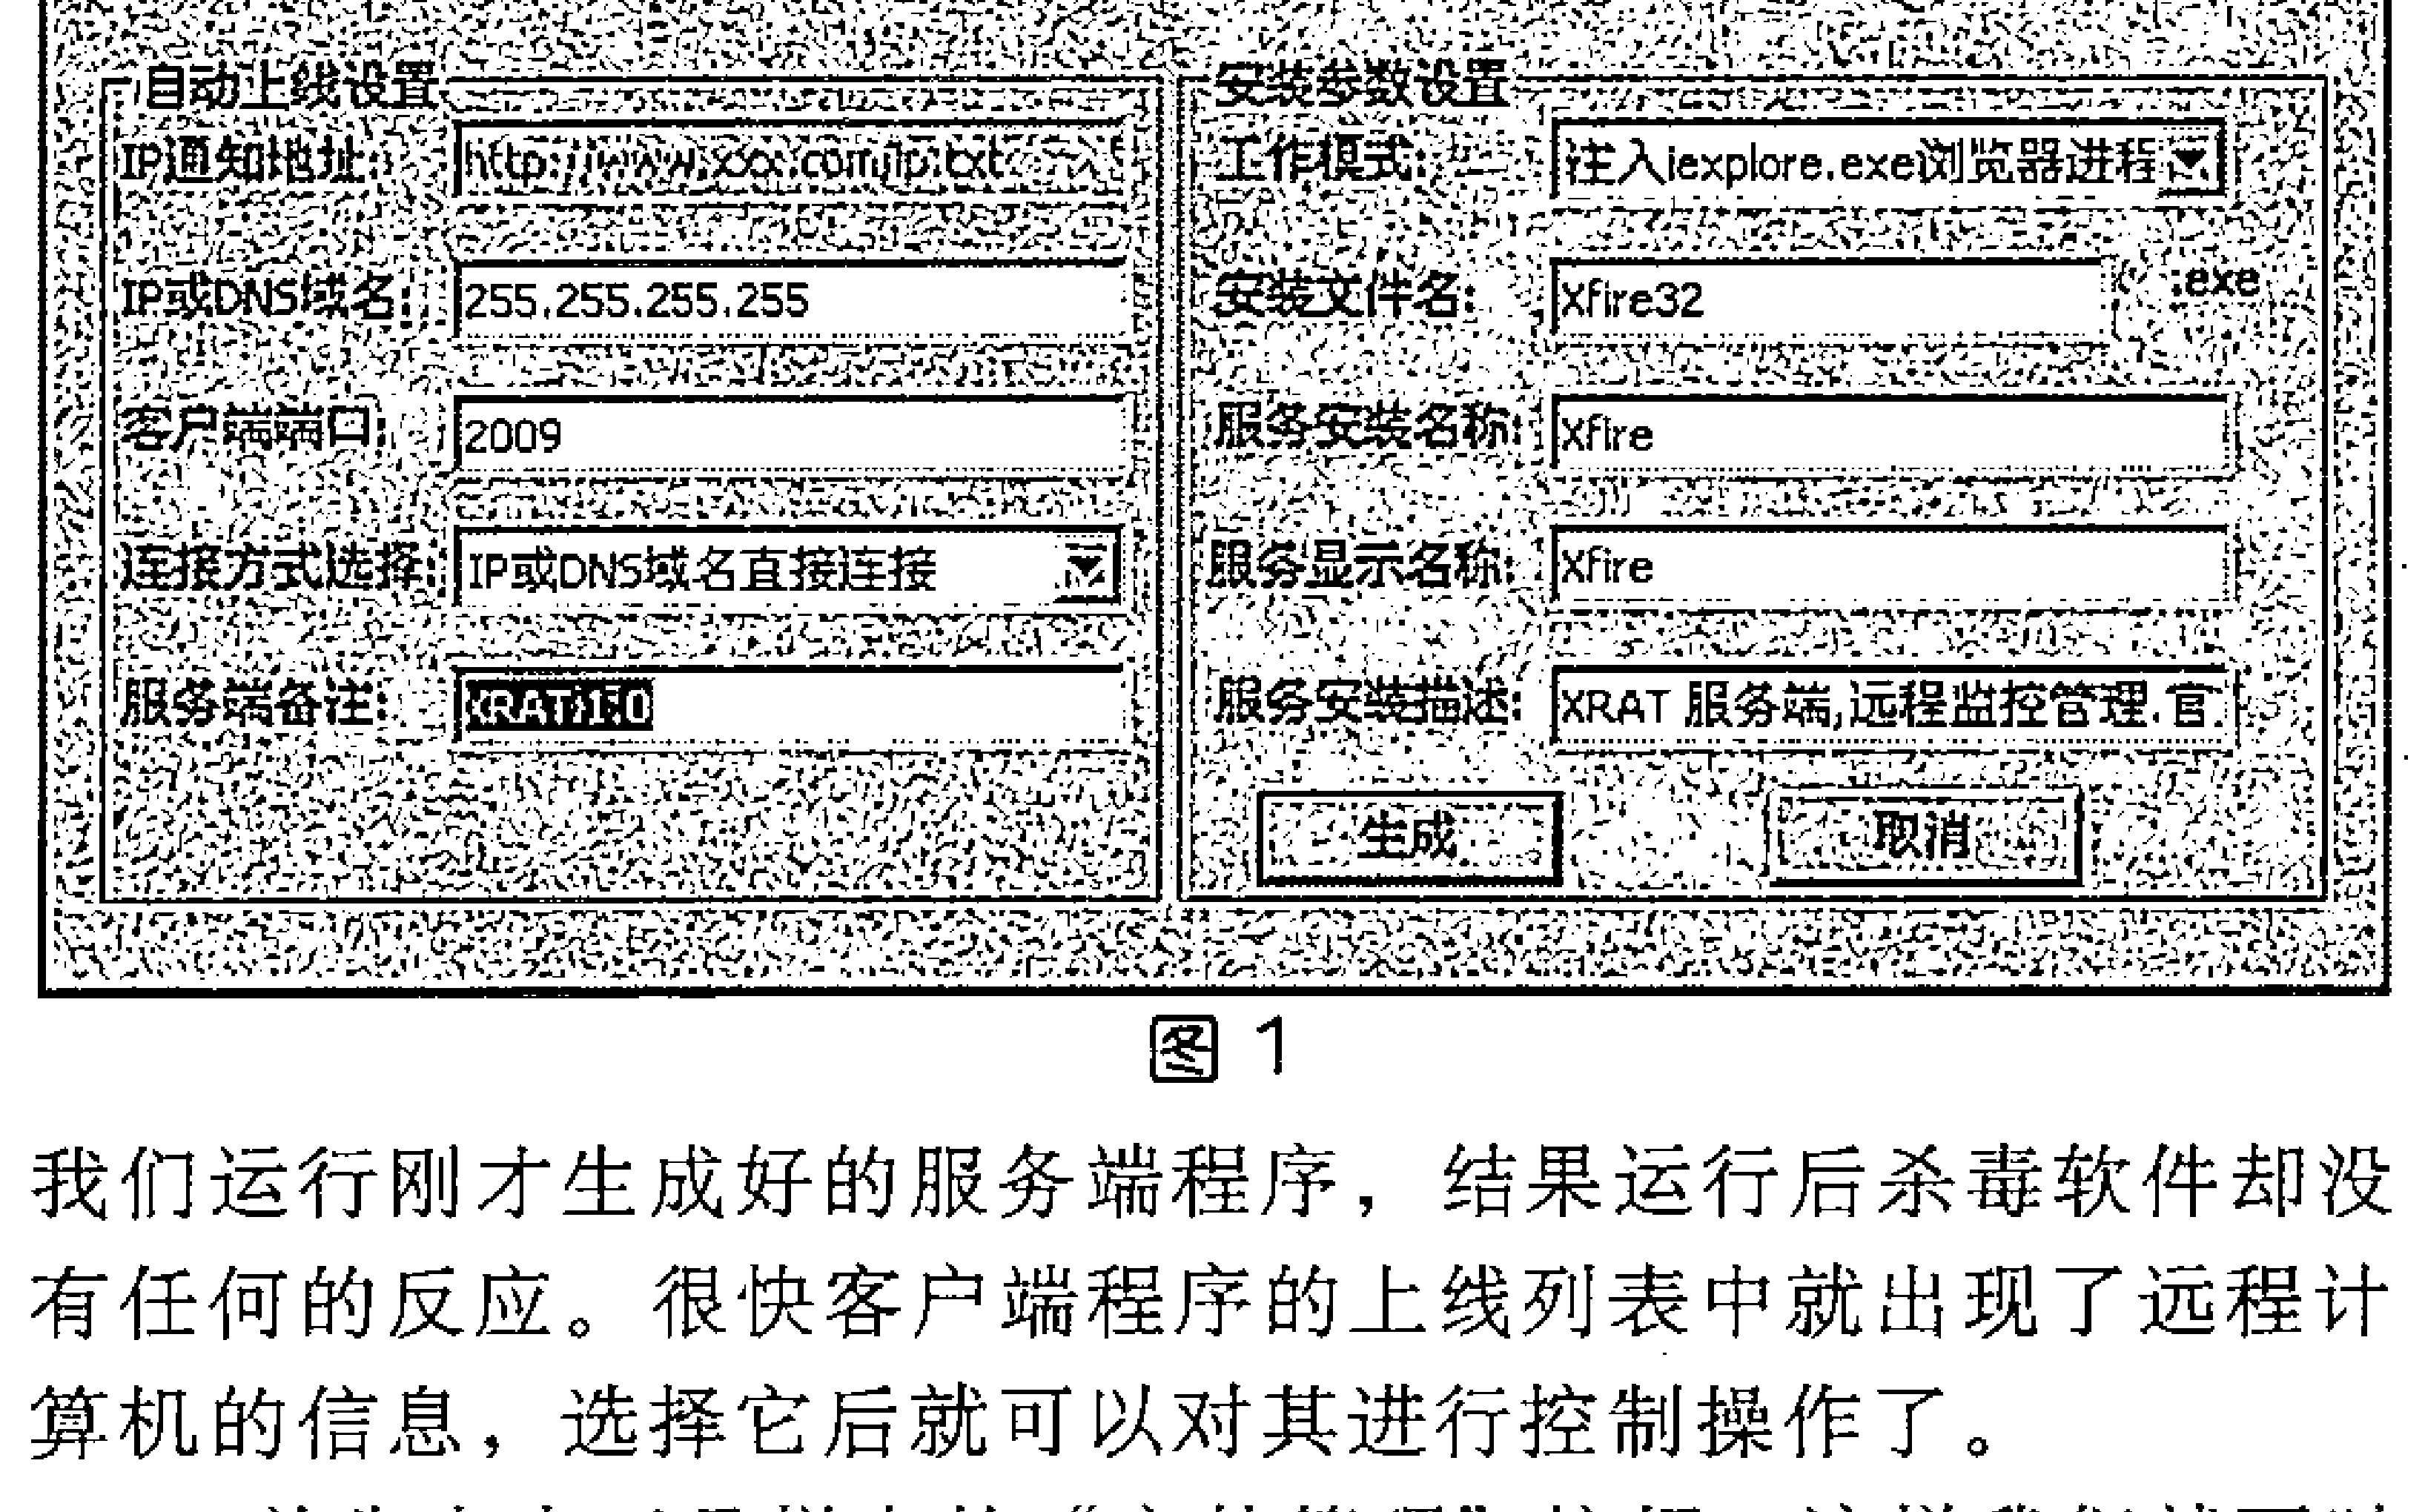 自动上线设置
IP通知地址: http://www.xxx.com/ip.txt
IP或DNS域名: 255.255.255.255
客户端端口: 2009
连接方式选择: IP或DNS域名直接连接
服务端备注: XRAT1.0
安装参数设置
工作模式: 注入iexplore.exe浏览器进程
安装文件名: Xfire32 .exe
服务安装名称: Xfire
服务显示名称: Xfire
服务安装描述: XRAT 服务端,远程监控管理.官
生成 取消
图 1
我们运行刚才生成好的服务端程序，结果运行后杀毒软件却没
有任何的反应。很快客户端程序的上线列表中就出现了远程计
算机的信息，选择它后就可以对其进行控制操作了。